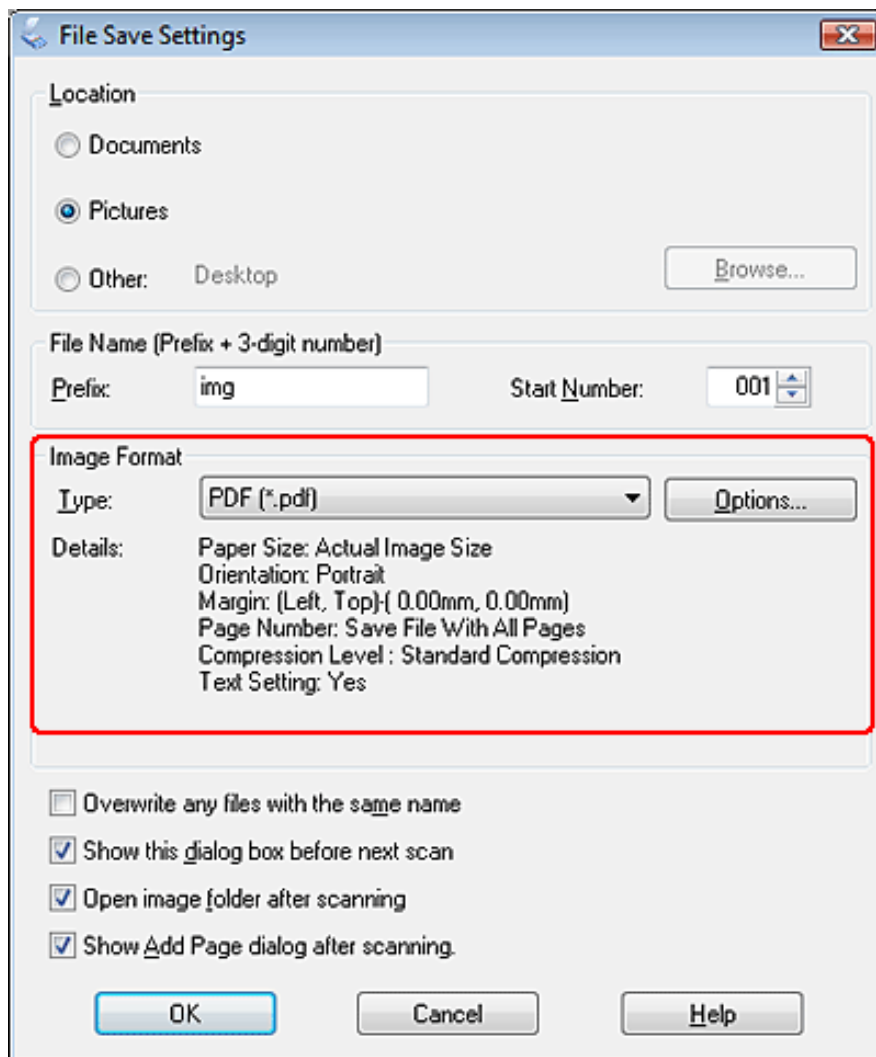 File Save Settings
Location
Documents
Pictures
Other: Desktop Browse...
File Name (Prefix + 3-digit number)
Prefix: img Start Number: 001
Image Format
Type: PDF (*.pdf) Options...
Details: Paper Size: Actual Image Size
Orientation: Portrait
Margin: (Left, Top)-( 0.00mm, 0.00mm)
Page Number: Save File With All Pages
Compression Level : Standard Compression
Text Setting: Yes
Overwrite any files with the same name
Show this dialog box before next scan
Open image folder after scanning
Show Add Page dialog after scanning.
OK Cancel Help